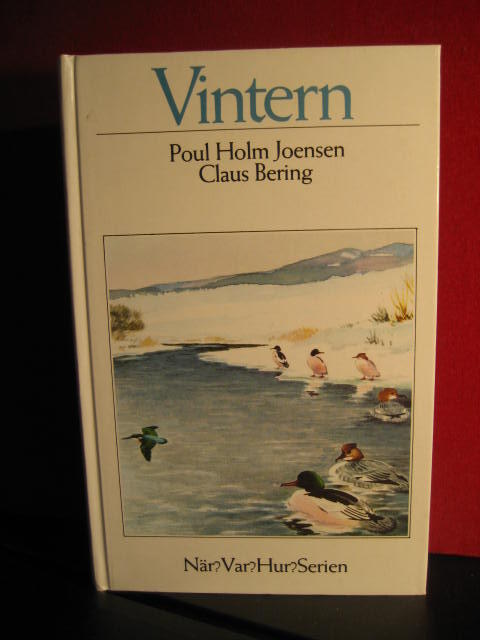 Vintern
Poul Holm Joensen
Claus Bering
När?Var?Hur?Serien